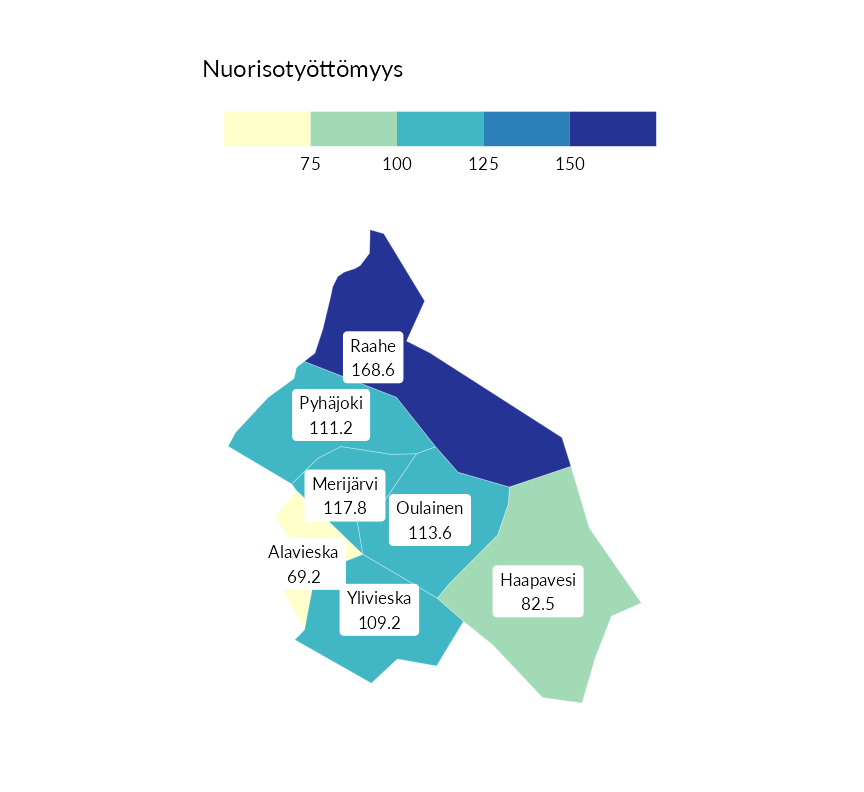 Nuorisotyöttömyys
75 100 125 150
Raahe
168.6
Pyhäjoki
111.2
Merijärvi
117.8
Oulainen
113.6
Alavieska
69.2
Haapavesi
82.5
Ylivieska
109.2